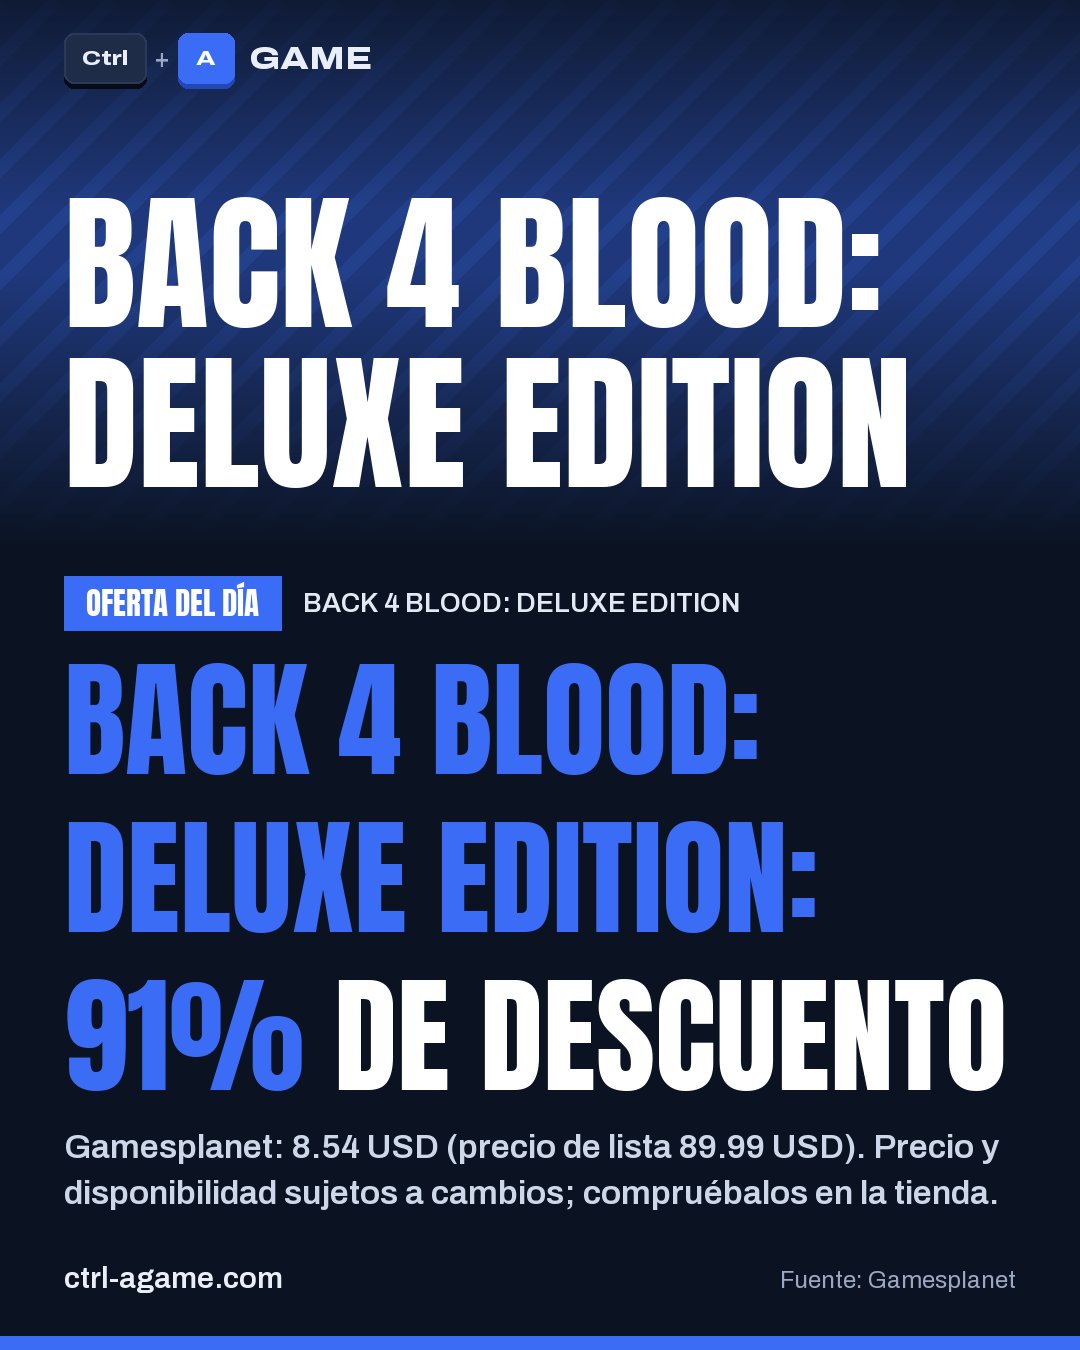 Ctrl + A GAME
BACK 4 BLOOD:
DELUXE EDITION
OFERTA DEL DÍA BACK 4 BLOOD: DELUXE EDITION
BACK 4 BLOOD:
DELUXE EDITION:
91% DE DESCUENTO
Gamesplanet: 8.54 USD (precio de lista 89.99 USD). Precio y
disponibilidad sujetos a cambios; compruébalos en la tienda.
ctrl-agame.com Fuente: Gamesplanet